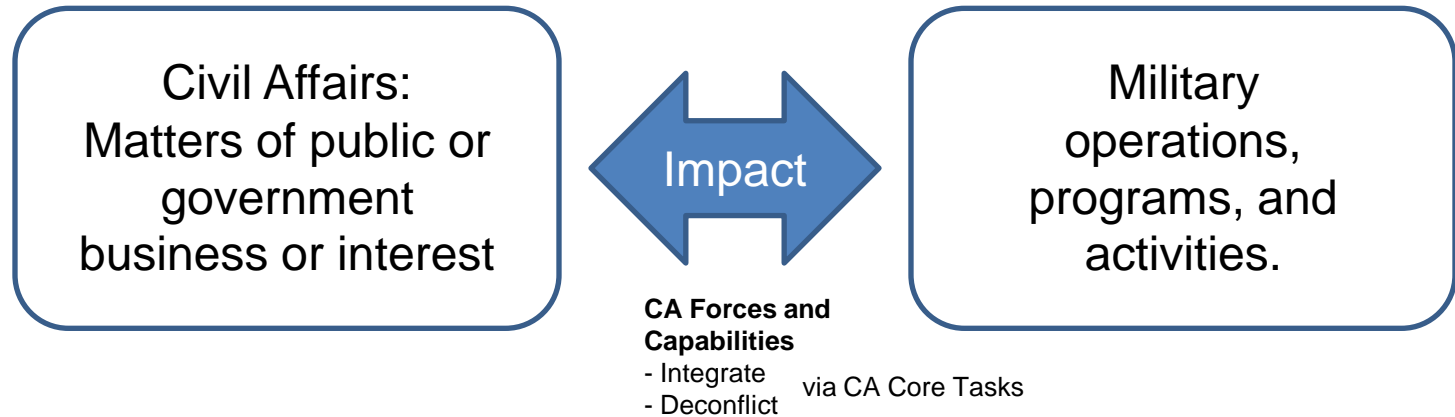 Civil Affairs:
Matters of public or
government
business or interest
Impact
Military
operations,
programs, and
activities.
CA Forces and
Capabilities
- Integrate
- Deconflict
via CA Core Tasks